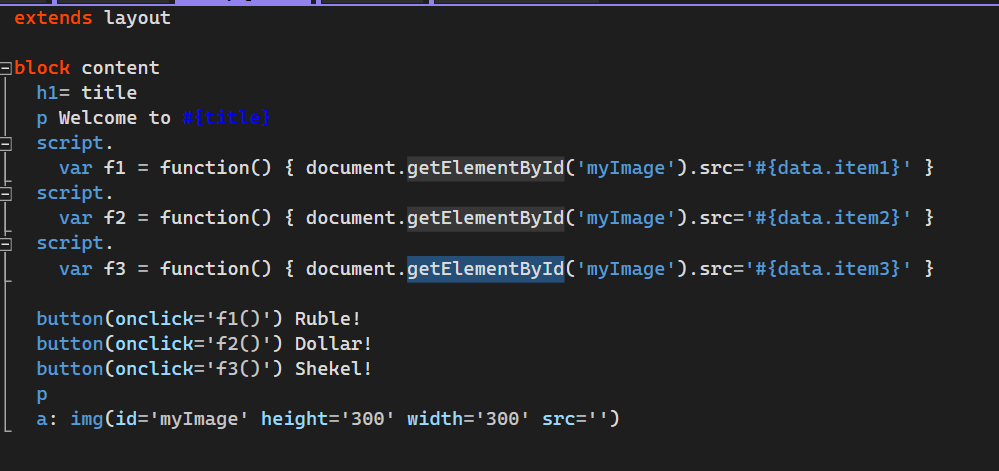 extends layout
block content
h1= title
p Welcome to #{title}
script.
var f1 = function() { document.getElementById('myImage').src='#{data.item1}' }
script.
var f2 = function() { document.getElementById('myImage').src='#{data.item2}' }
script.
var f3 = function() { document.getElementById('myImage').src='#{data.item3}' }
button(onclick='f1()') Ruble!
button(onclick='f2()') Dollar!
button(onclick='f3()') Shekel!
p
a: img(id='myImage' height='300' width='300' src='')